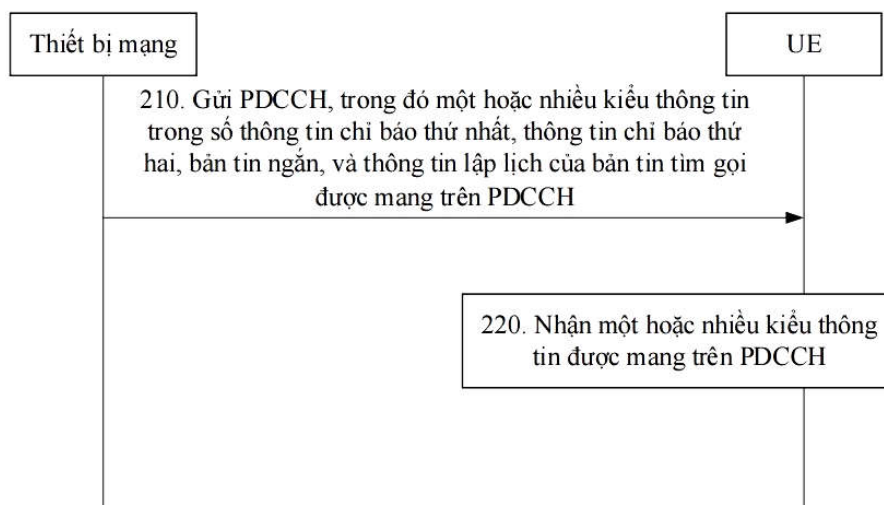 Thiết bị mạng
UE
210. Gửi PDCCH, trong đó một hoặc nhiều kiểu thông tin
trong số thông tin chỉ báo thứ nhất, thông tin chỉ báo thứ
hai, bản tin ngắn, và thông tin lập lịch của bản tin tìm gọi
được mang trên PDCCH
220. Nhận một hoặc nhiều kiểu thông
tin được mang trên PDCCH